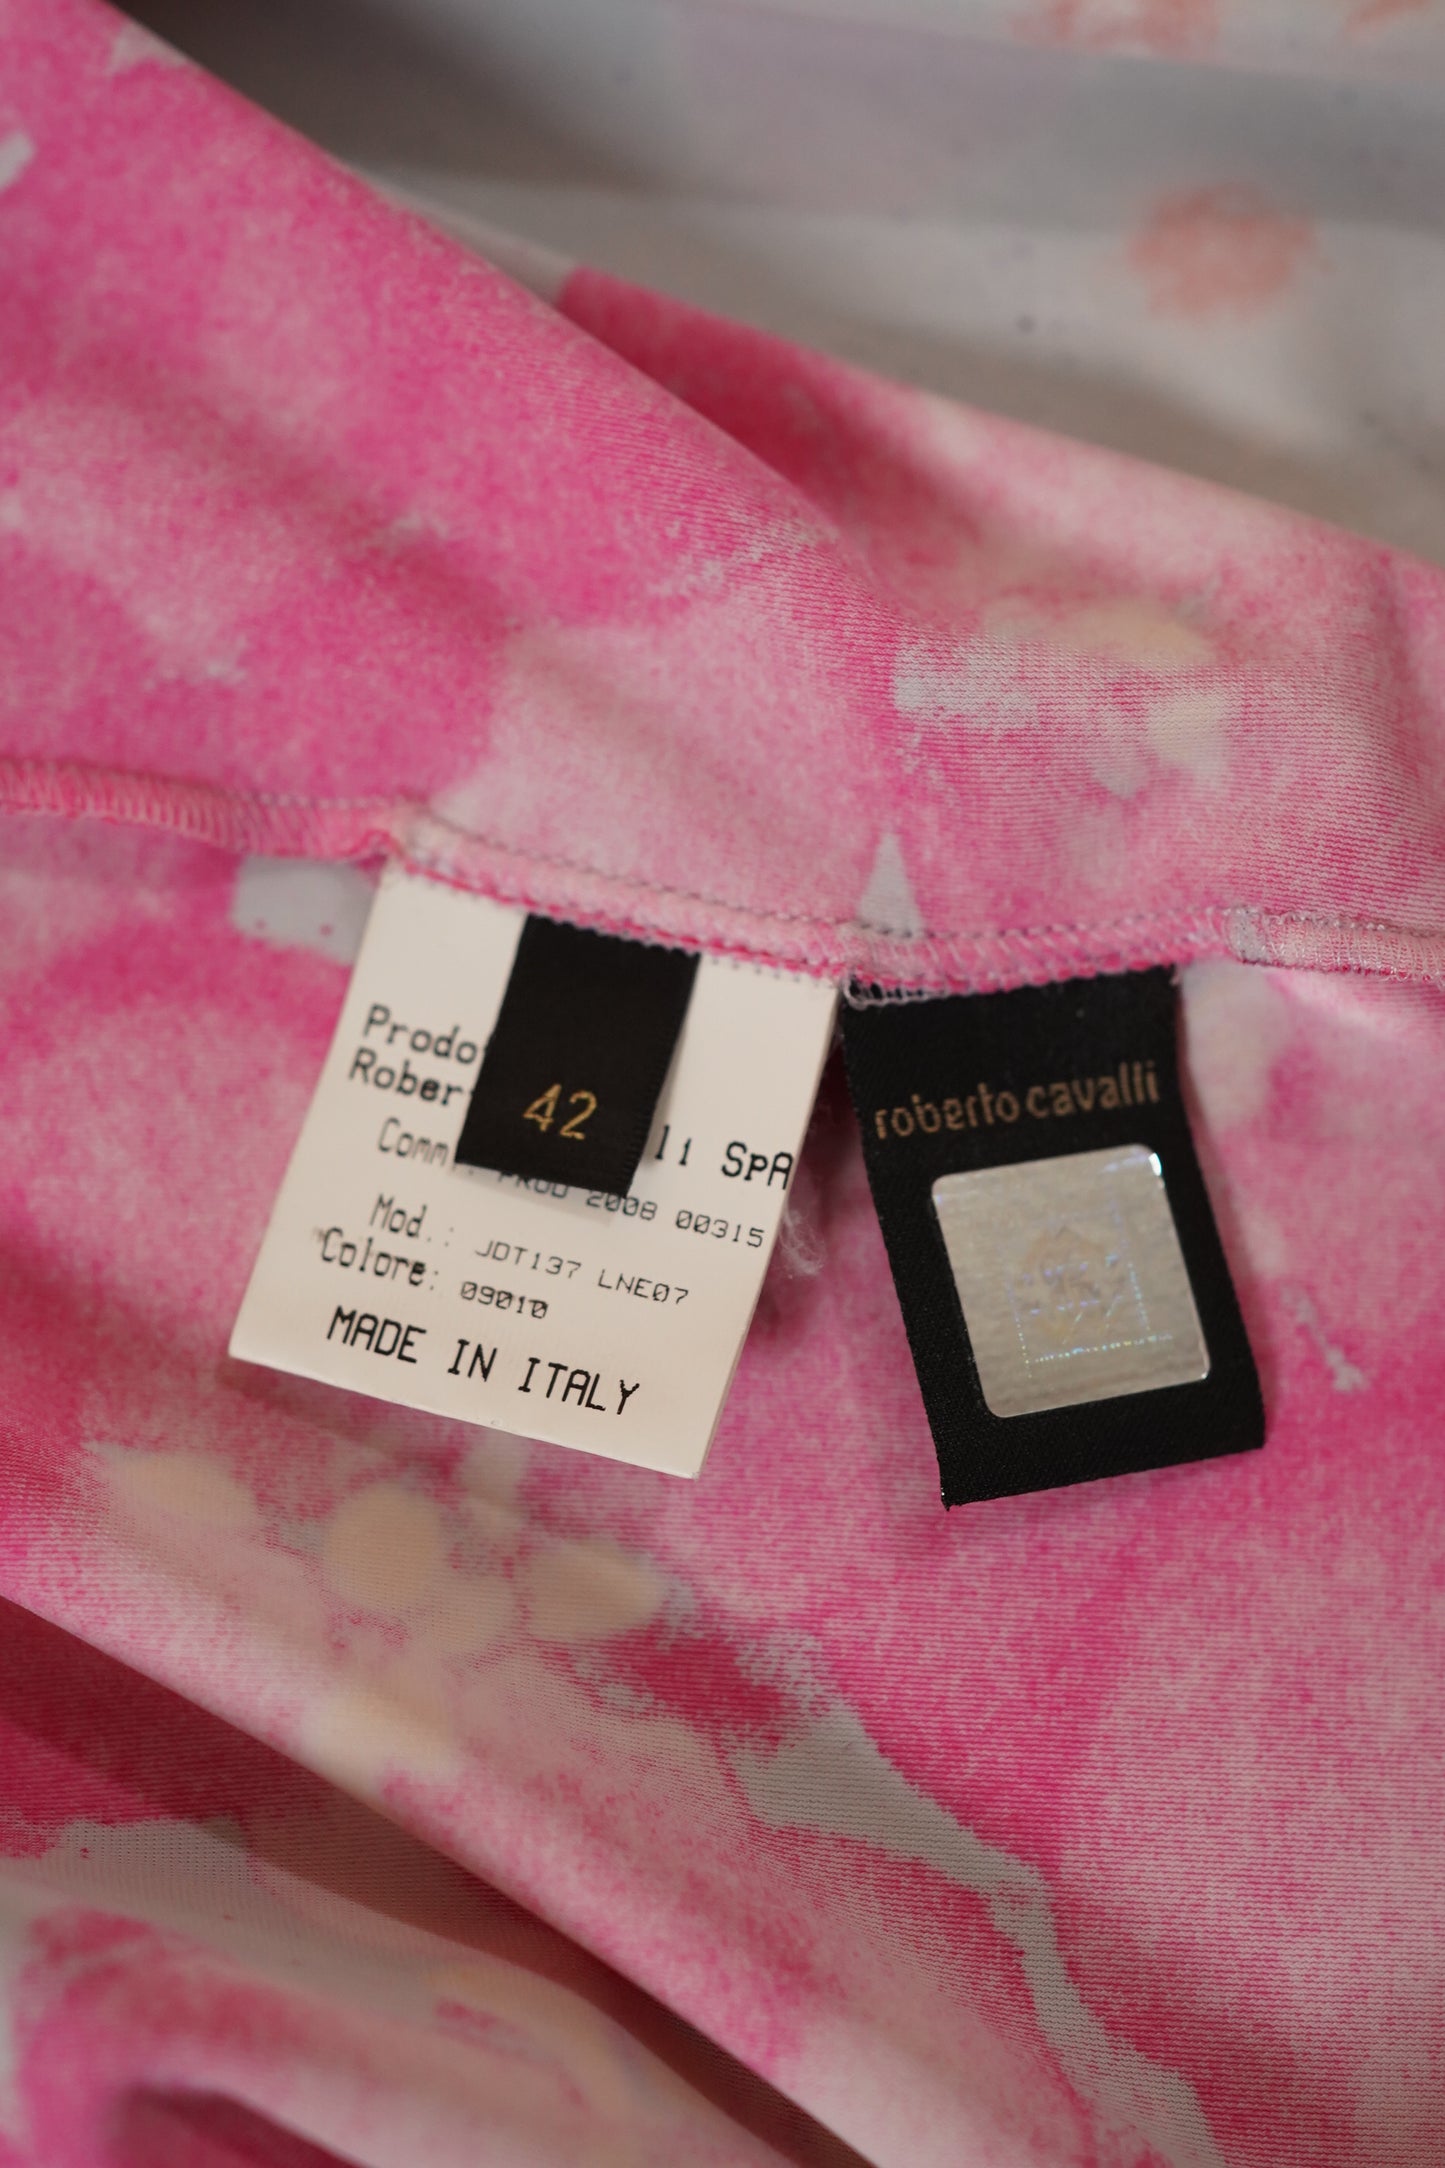 Prodo
Rober
li SpA
Comm.: PROD 2008 00315
Mod.: JDT137 LNE07
Colore: 09010
MADE IN ITALY
42
roberto cavalli